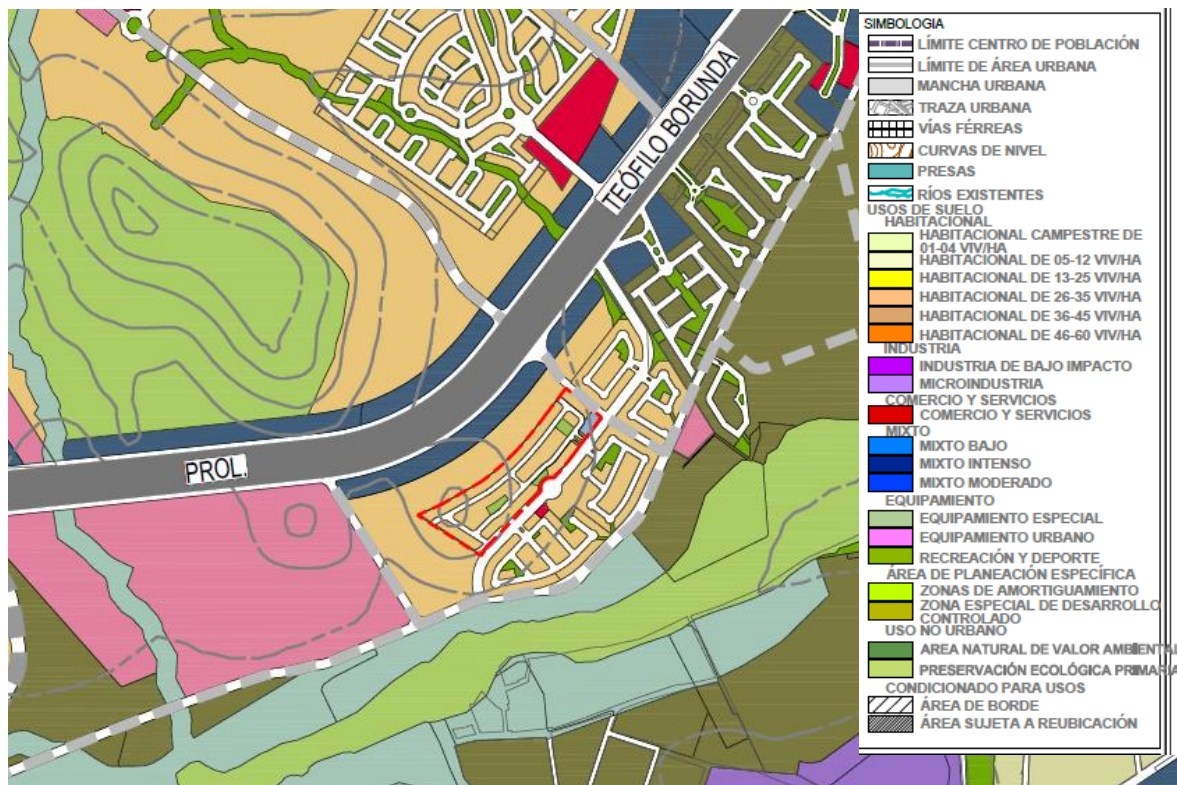 TEÓFILO BORUNDA
PROL.
SIMBOLOGIA
LÍMITE CENTRO DE POBLACIÓN
LÍMITE DE ÁREA URBANA
MANCHA URBANA
TRAZA URBANA
VÍAS FÉRREAS
CURVAS DE NIVEL
PRESAS
RÍOS EXISTENTES
USOS DE SUELO
HABITACIONAL
HABITACIONAL CAMPESTRE DE
01-04 VIV/HA
HABITACIONAL DE 05-12 VIV/HA
HABITACIONAL DE 13-25 VIV/HA
HABITACIONAL DE 26-35 VIV/HA
HABITACIONAL DE 36-45 VIV/HA
HABITACIONAL DE 46-60 VIV/HA
INDUSTRIA
INDUSTRIA DE BAJO IMPACTO
MICROINDUSTRIA
COMERCIO Y SERVICIOS
COMERCIO Y SERVICIOS
MIXTO
MIXTO BAJO
MIXTO INTENSO
MIXTO MODERADO
EQUIPAMIENTO
EQUIPAMIENTO ESPECIAL
EQUIPAMIENTO URBANO
RECREACIÓN Y DEPORTE
ÁREA DE PLANEACIÓN ESPECÍFICA
ZONAS DE AMORTIGUAMIENTO
ZONA ESPECIAL DE DESARROLLO
CONTROLADO
USO NO URBANO
AREA NATURAL DE VALOR AMBIENTAL
PRESERVACIÓN ECOLÓGICA PRIMARIA
CONDICIONADO PARA USOS
ÁREA DE BORDE
ÁREA SUJETA A REUBICACIÓN